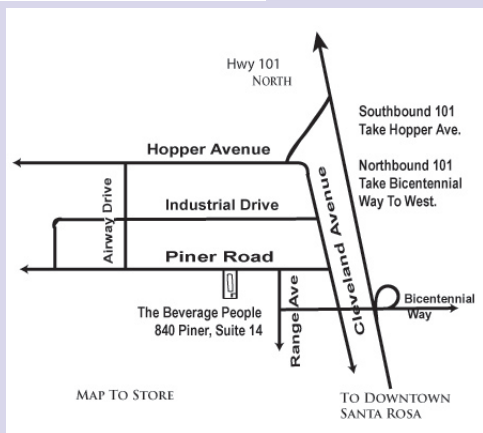 Hwy 101
NORTH
Southbound 101
Take Hopper Ave.
Northbound 101
Take Bicentennial
Way To West.
Hopper Avenue
Industrial Drive
Airway Drive
Piner Road
Cleveland Avenue
The Beverage People
840 Piner, Suite 14
Range Ave
Bicentennial
Way
MAP TO STORE
TO DOWNTOWN
SANTA ROSA